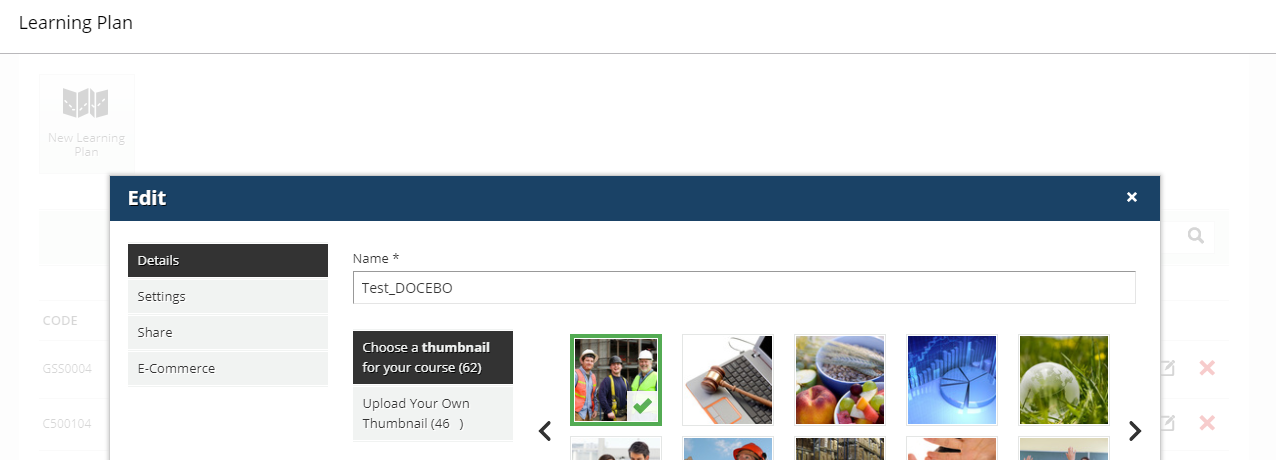 Learning Plan
New Learning
Plan
Edit
Details
Settings
Share
E-Commerce
Name *
Test_DOCEBO
Choose a thumbnail
for your course (62)
Upload Your Own
Thumbnail (46 )
CODE
GSS0004
C500104